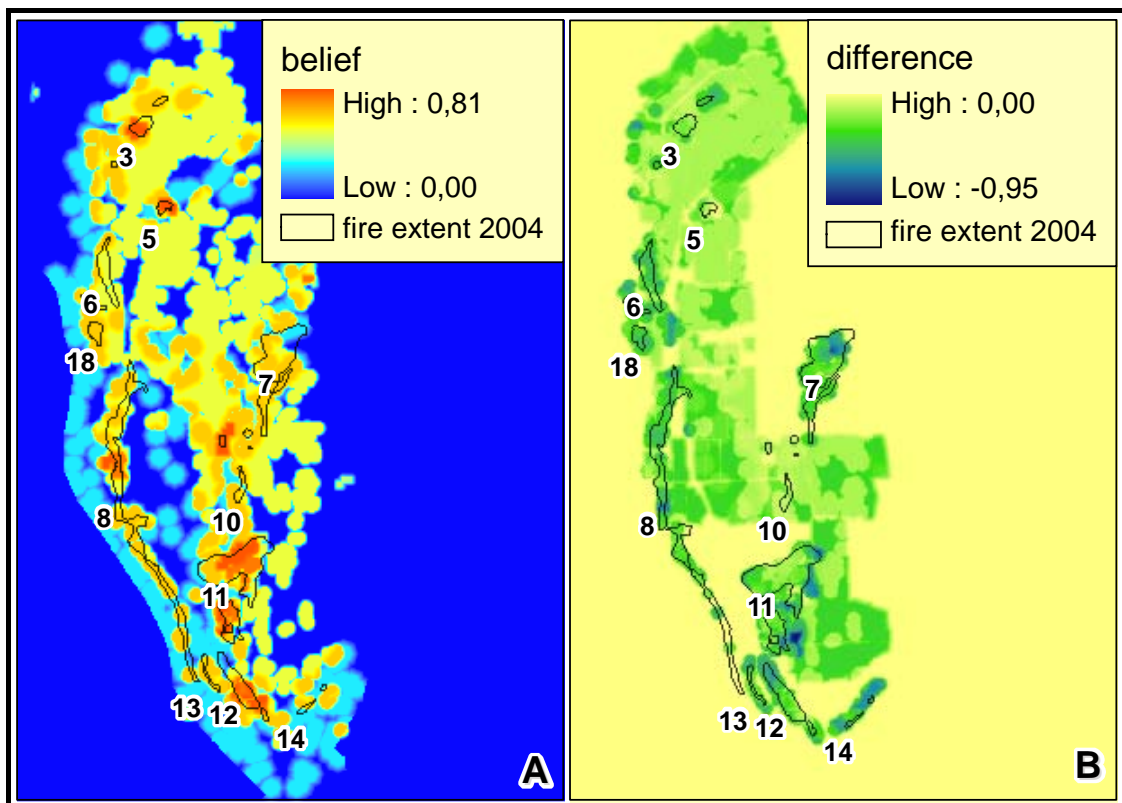 belief
High : 0,81
Low : 0,00
fire extent 2004
3
5
6
18
7
8
10
11
13
12
14
A
difference
High : 0,00
Low : -0,95
fire extent 2004
3
5
6
18
7
8
10
11
13
12
14
B